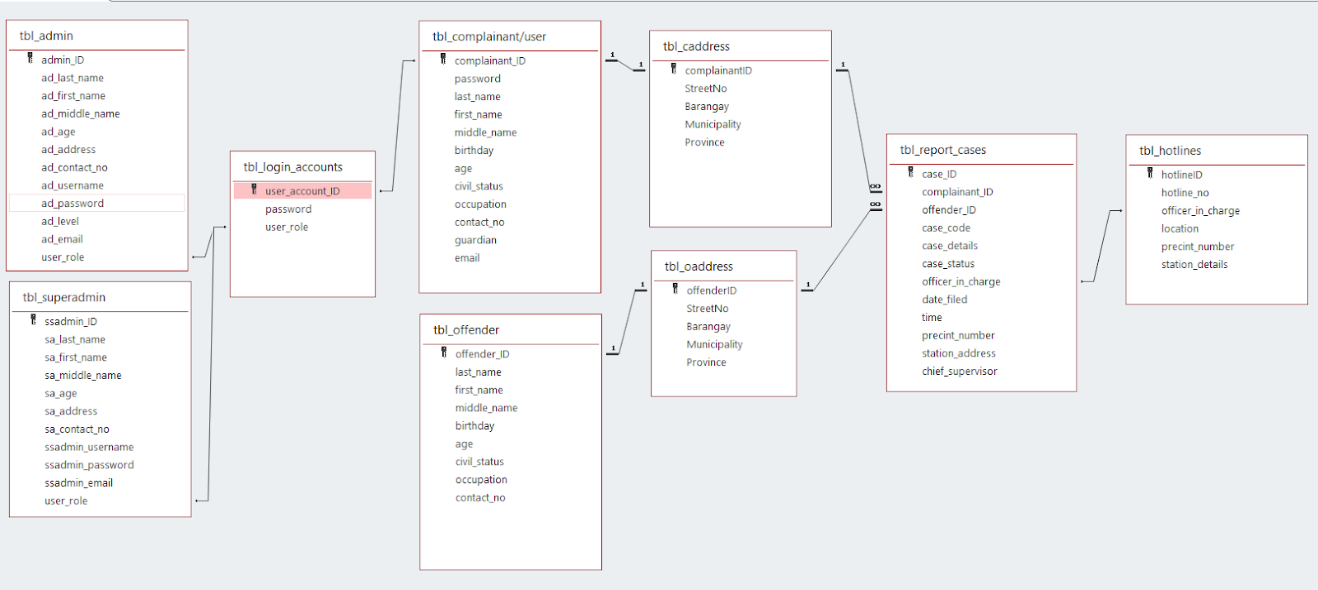 tbl_admin
admin_ID
ad_last_name
ad_first_name
ad_middle_name
ad_age
ad_address
ad_contact_no
ad_username
ad_password
ad_level
ad_email
user_role
tbl_superadmin
ssadmin_ID
sa_last_name
sa_first_name
sa_middle_name
sa_age
sa_address
sa_contact_no
ssadmin_username
ssadmin_password
ssadmin_email
user_role
tbl_login_accounts
user_account_ID
password
user_role
tbl_complainant/user
complainant_ID
password
last_name
first_name
middle_name
birthday
age
civil_status
occupation
contact_no
guardian
email
tbl_offender
offender_ID
last_name
first_name
middle_name
birthday
age
civil_status
occupation
contact_no
1
1
tbl_caddress
complainantID
StreetNo
Barangay
Municipality
Province
1
1
1
tbl_oaddress
offenderID
StreetNo
Barangay
Municipality
Province
1
∞
∞
tbl_report_cases
case_ID
complainant_ID
offender_ID
case_code
case_details
case_status
officer_in_charge
date_filed
time
precint_number
station_address
chief_supervisor
tbl_hotlines
hotlineID
hotline_no
officer_in_charge
location
precint_number
station_details